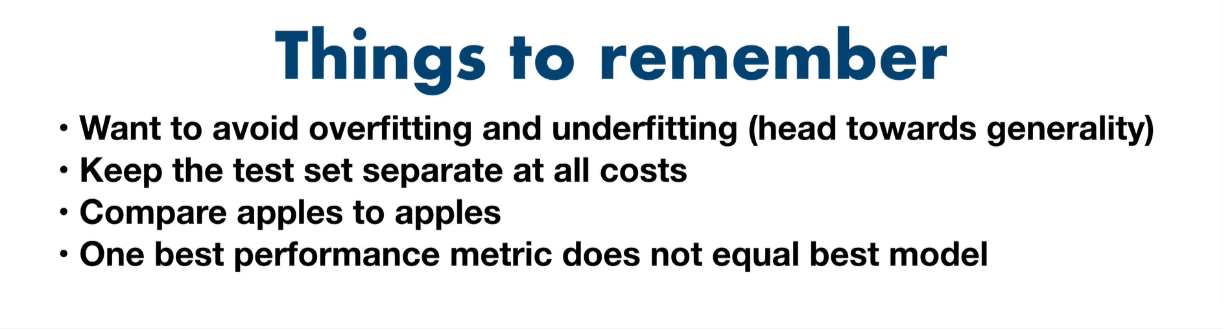 Things to remember
• Want to avoid overfitting and underfitting (head towards generality)
• Keep the test set separate at all costs
• Compare apples to apples
• One best performance metric does not equal best model